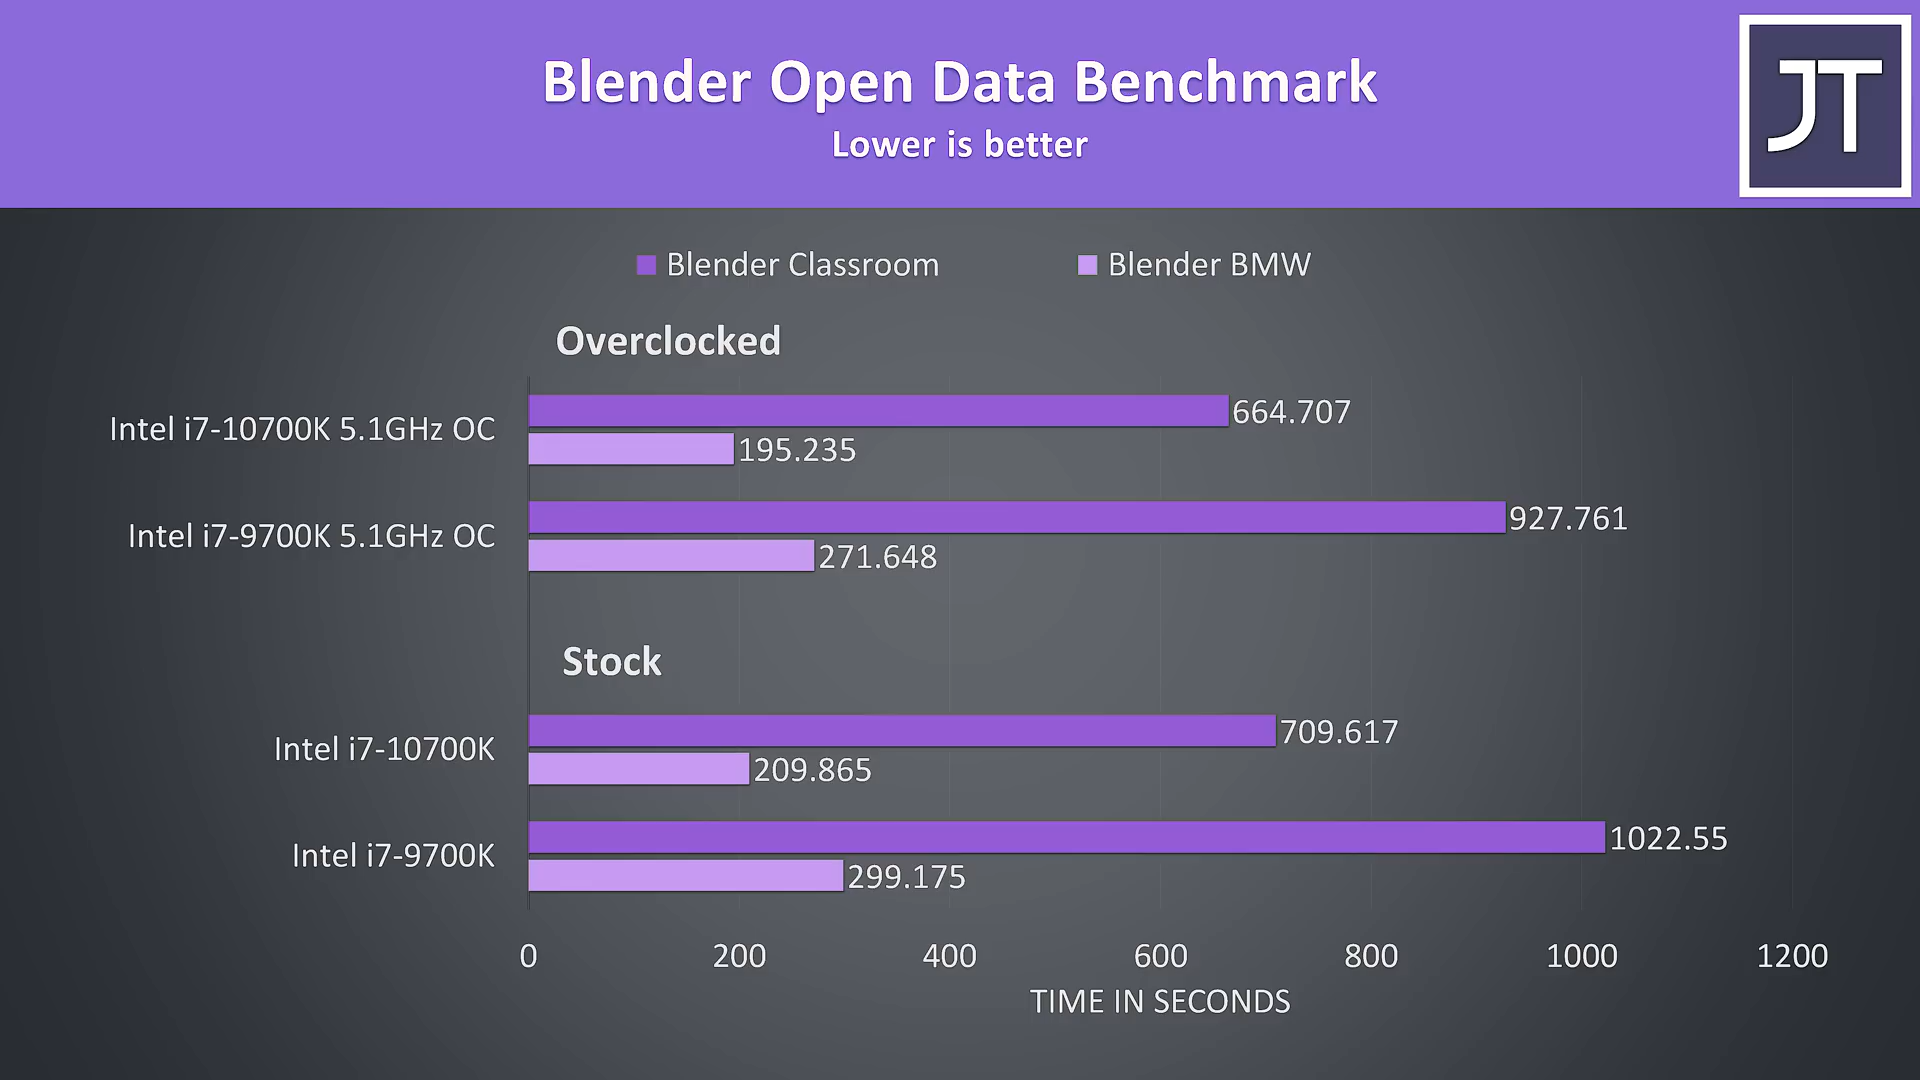 Blender Open Data Benchmark
Lower is better
JT
Blender Classroom
Blender BMW
Overclocked
Intel i7-10700K 5.1GHz OC
664.707
195.235
Intel i7-9700K 5.1GHz OC
927.761
271.648
Stock
Intel i7-10700K
709.617
209.865
Intel i7-9700K
1022.55
299.175
0 200 400 600 800 1000 1200
TIME IN SECONDS